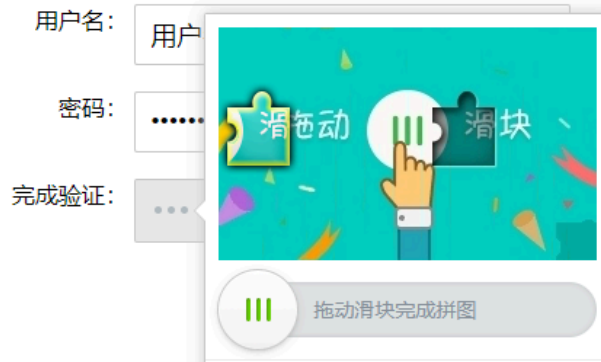 用户名：
用户
密码：
滑拖动 滑块
完成验证：
拖动滑块完成拼图